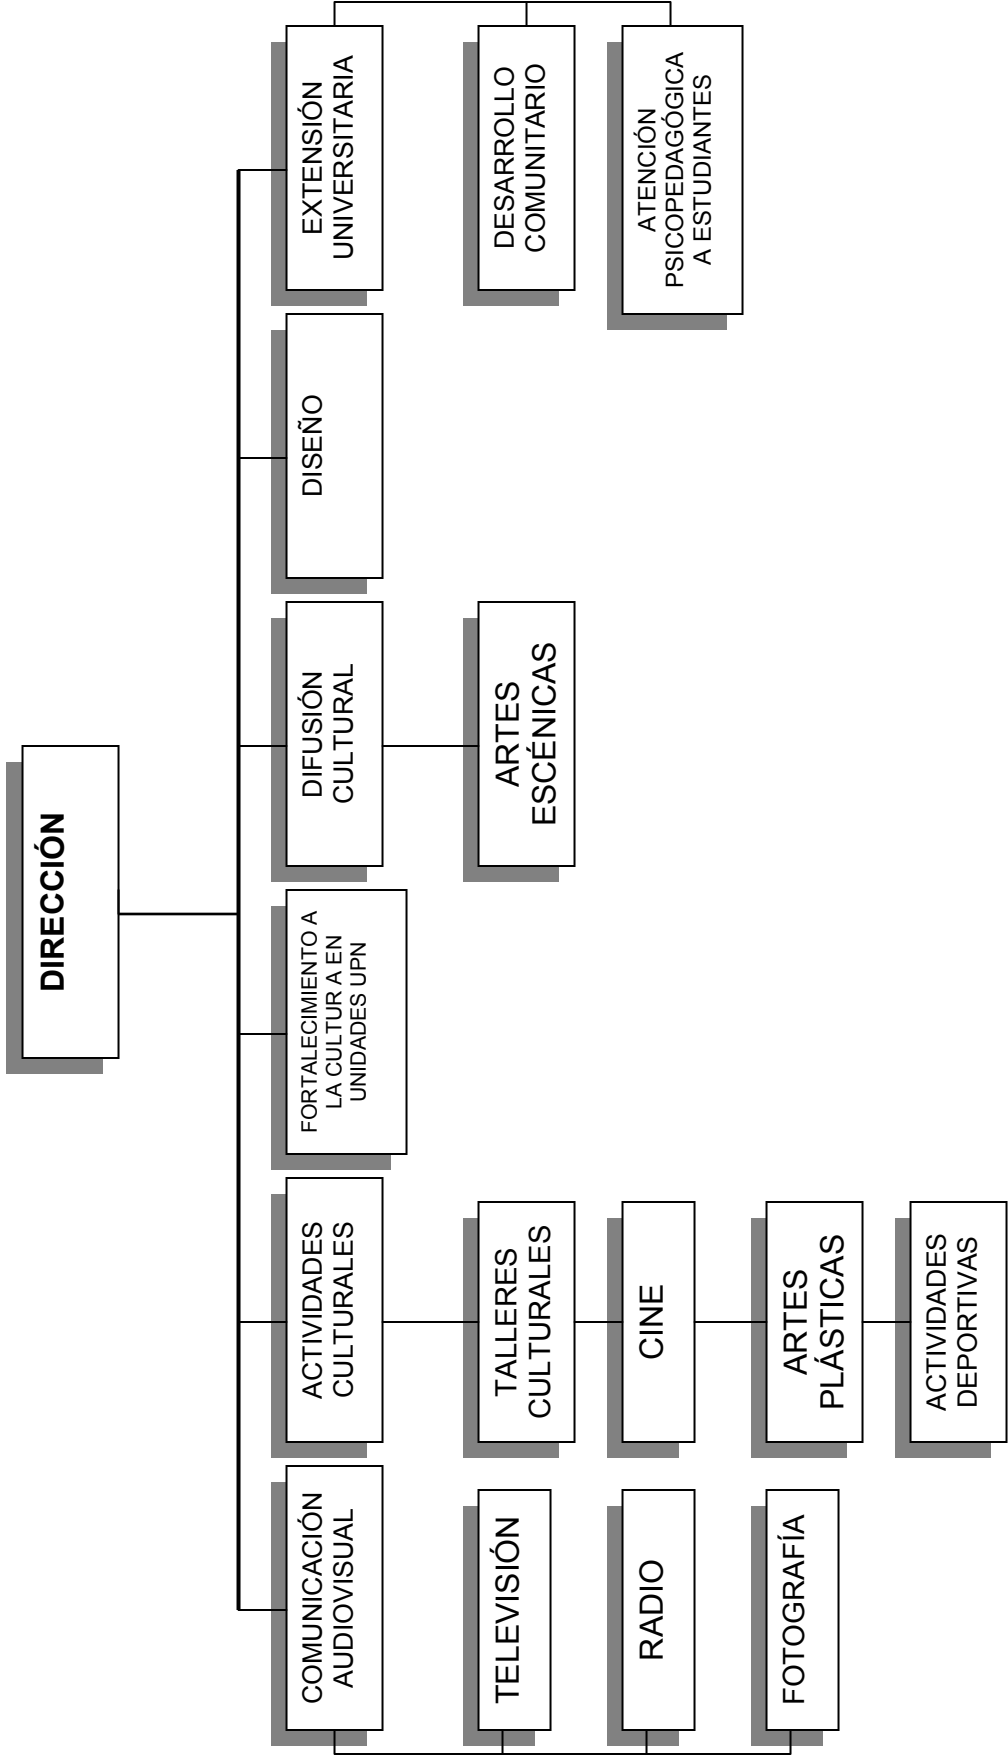 DIRECCIÓN
COMUNICACIÓN
AUDIOVISUAL
TELEVISIÓN
RADIO
FOTOGRAFÍA
ACTIVIDADES
CULTURALES
TALLERES
CULTURALES
CINE
ARTES
PLÁSTICAS
ACTIVIDADES
DEPORTIVAS
FORTALECIMIENTO A
LA CULTUR A EN
UNIDADES UPN
DIFUSIÓN
CULTURAL
ARTES
ESCÉNICAS
DISEÑO
EXTENSIÓN
UNIVERSITARIA
DESARROLLO
COMUNITARIO
ATENCIÓN
PSICOPEDAGÓGICA
A ESTUDIANTES